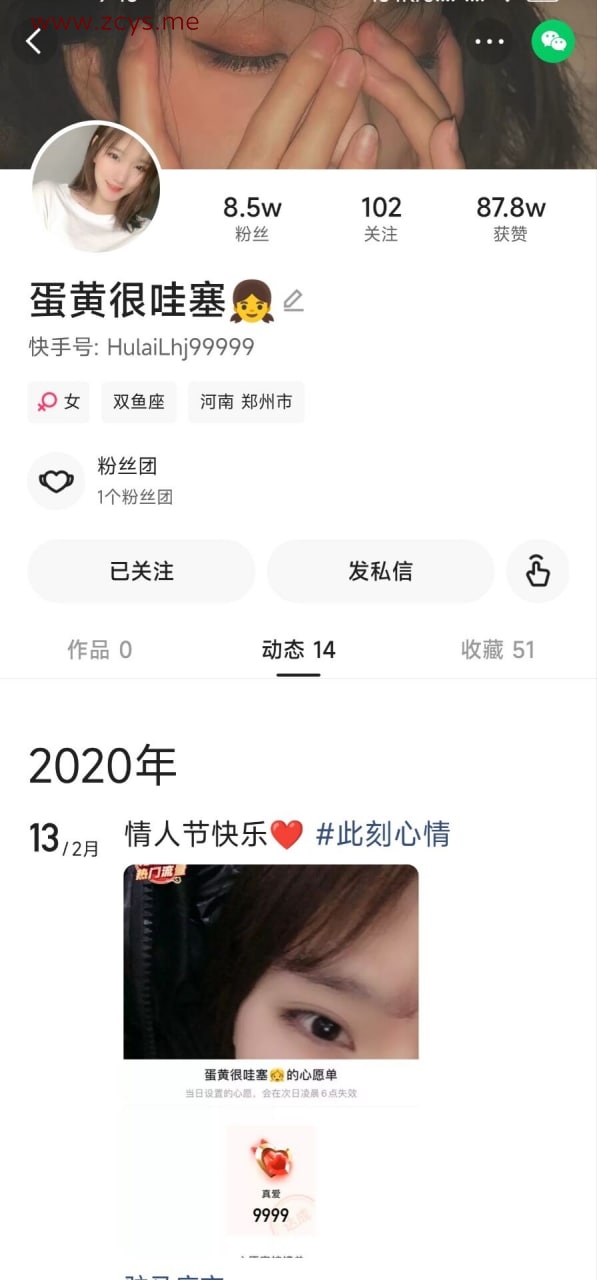 www.zcys.me
8.5w
粉丝
102
关注
87.8w
获赞
蛋黄很哇塞👧
快手号: HulaiLhj99999
女
双鱼座
河南 郑州市
粉丝团
1个粉丝团
已关注
发私信
作品 0
动态 14
收藏 51
2020年
13/2月
情人节快乐❤️ #此刻心情
热门流量
蛋黄很哇塞👧的心愿单
当日设置的心愿，会在次日凌晨6点失效
真爱
9999